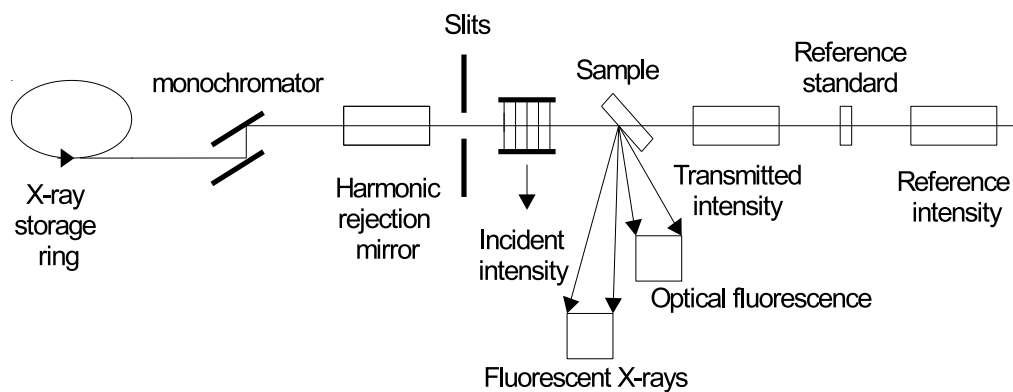 Slits
monochromator
Sample
Reference
standard
X-ray
storage
ring
Harmonic
rejection
mirror
Incident
intensity
Transmitted
intensity
Reference
intensity
Optical fluorescence
Fluorescent X-rays